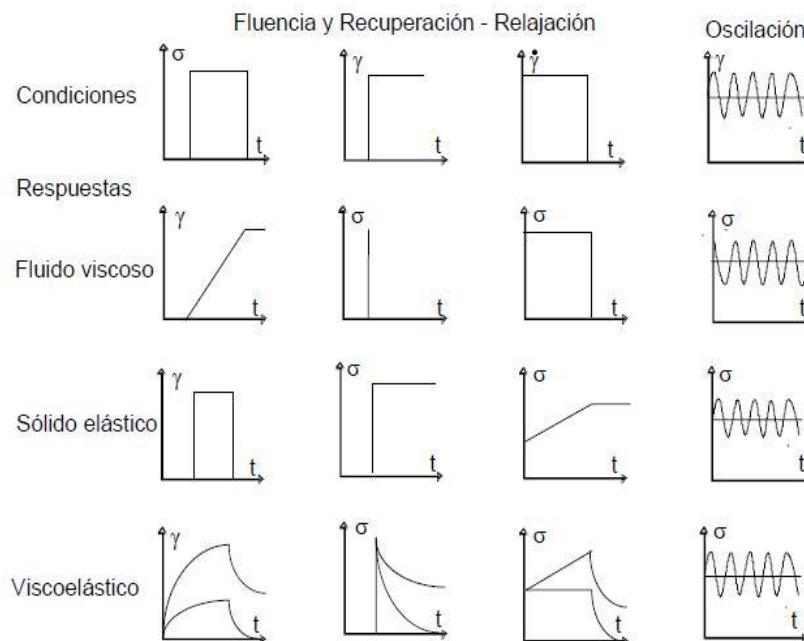 Fluencia y Recuperación - Relajación
Oscilación
Condiciones
σ t
γ t
γ̇ t
γ t
Respuestas
Fluido viscoso
γ t
σ t
σ t
σ t
Sólido elástico
γ t
σ t
σ t
σ t
Viscoelástico
γ t
σ t
σ t
σ t